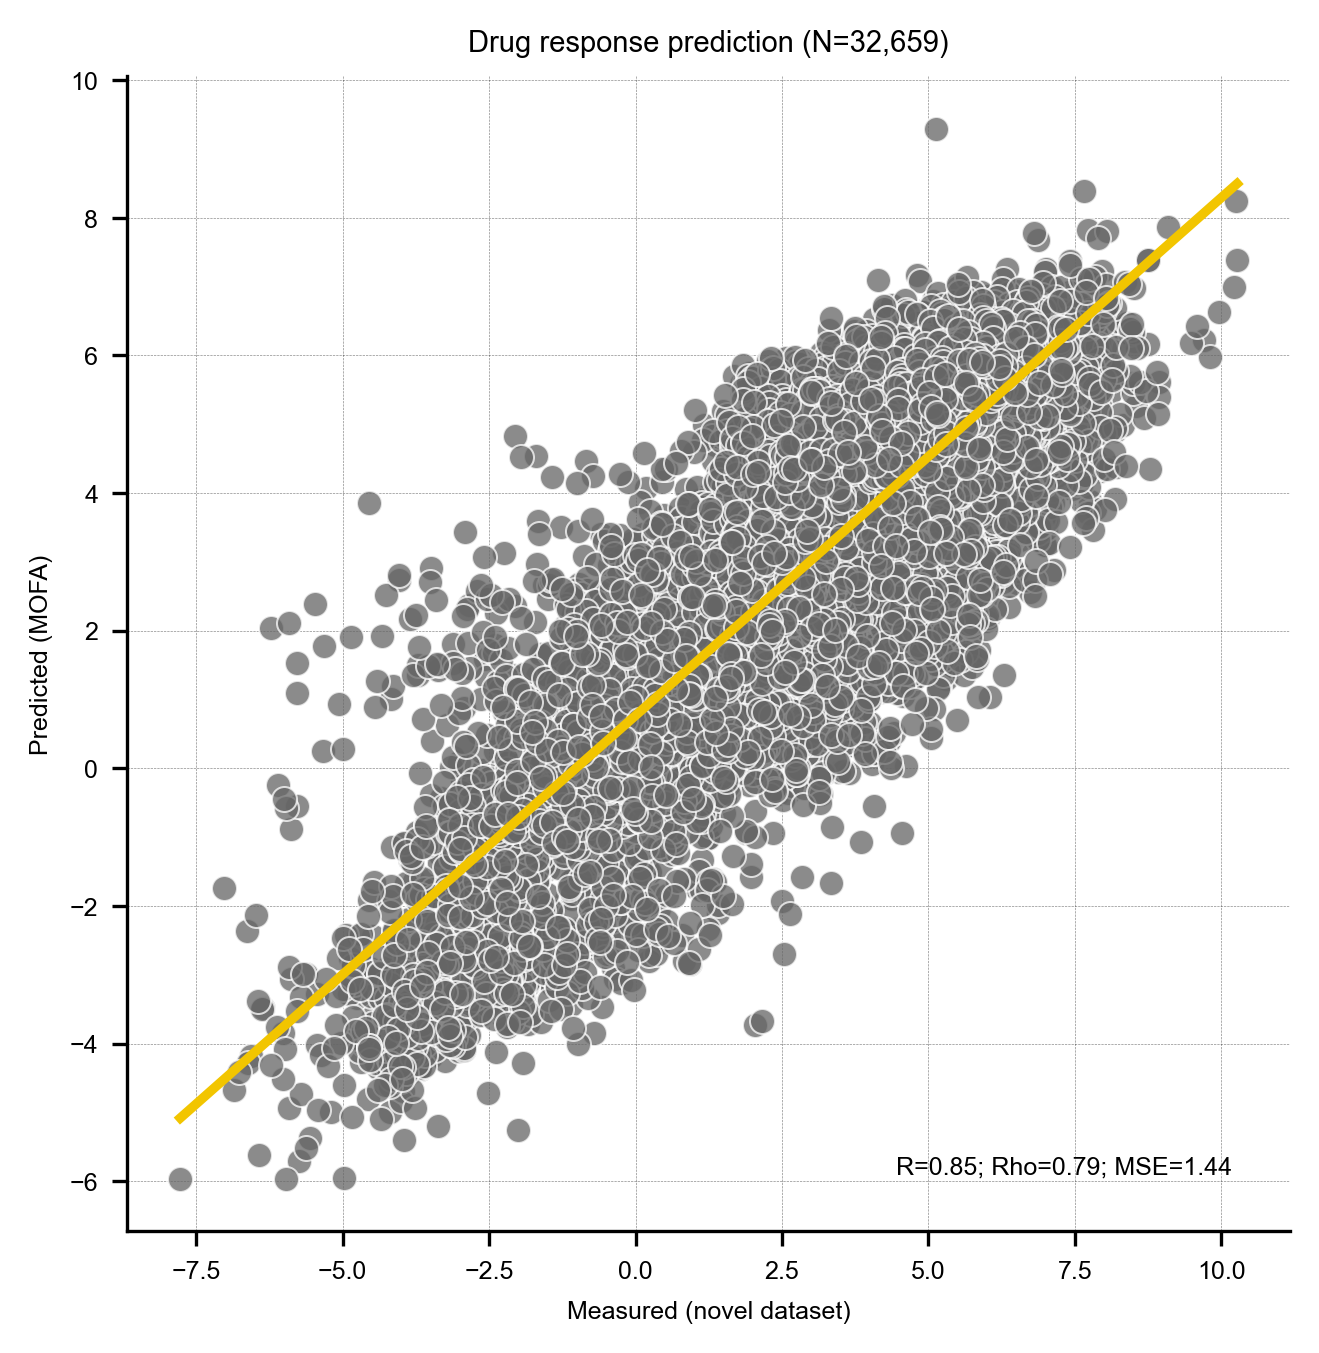 Drug response prediction (N=32,659)
10
8
6
4
2
0
−2
−4
−6
Predicted (MOFA)
R=0.85; Rho=0.79; MSE=1.44
−7.5 −5.0 −2.5 0.0 2.5 5.0 7.5 10.0
Measured (novel dataset)